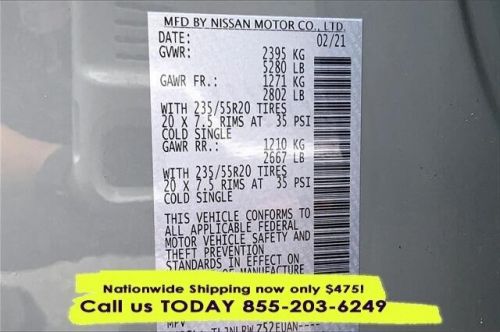 MFD BY NISSAN MOTOR CO., LTD.
DATE: 02/21
GVWR: 2395 KG
5280 LB
GAWR FR.: 1271 KG
2802 LB
WITH 235/55R20 TIRES
20 X 7.5 RIMS AT 35 PSI
COLD SINGLE
GAWR RR.: 1210 KG
2667 LB
WITH 235/55R20 TIRES
20 X 7.5 RIMS AT 35 PSI
COLD SINGLE
THIS VEHICLE CONFORMS TO
ALL APPLICABLE FEDERAL
MOTOR VEHICLE SAFETY AND
THEFT PREVENTION
STANDARDS IN EFFECT ON
OF MANUFACTURE
Nationwide Shipping now only $475!
Call us TODAY 855-203-6249
MPV